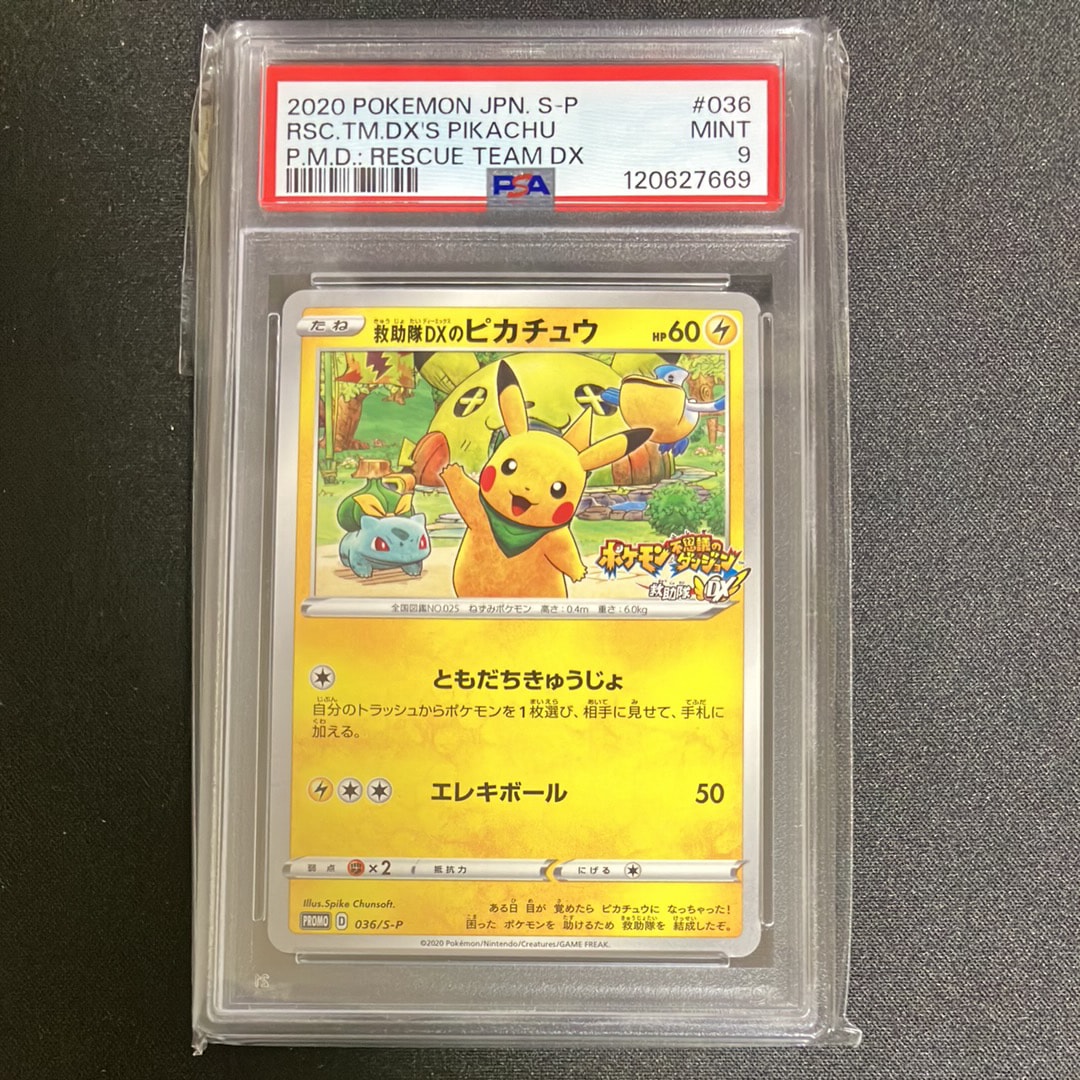 2020 POKEMON JPN. S-P #036
RSC.TM.DX'S PIKACHU MINT
P.M.D.: RESCUE TEAM DX 9
PSA 120627669
たね 救助隊DXのピカチュウ HP60
ポケモン不思議のダンジョン
救助隊DX
全国図鑑NO.025 ねずみポケモン 高さ:0.4m 重さ:6.0kg
ともだちきゅうじょ
自分のトラッシュからポケモンを1枚選び、相手に見せて、手札に
加える。
エレキボール 50
弱点 ×2 抵抗力 にげる
Illus.Spike Chunsoft.
ある日 目が 覚めたら ピカチュウに なっちゃった!
PROMO D 036/S-P
困った ポケモンを 助けるため 救助隊を 結成したぞ。
©2020 Pokémon/Nintendo/Creatures/GAME FREAK.